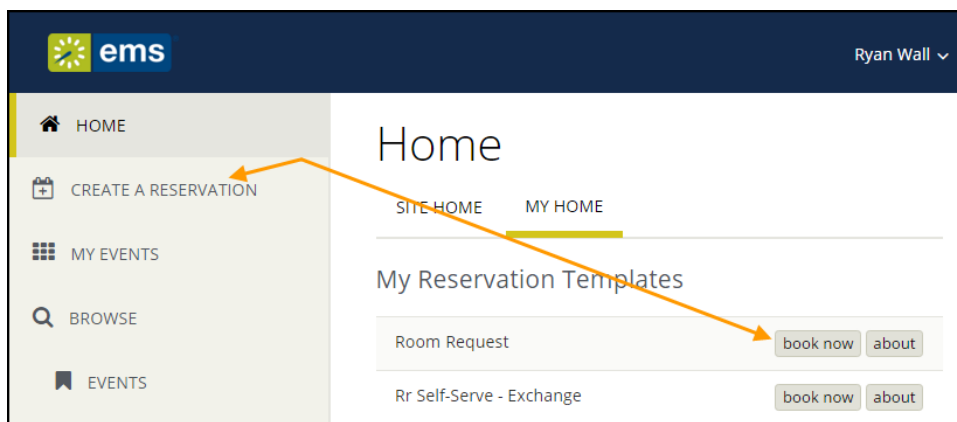 ems
Ryan Wall
HOME
CREATE A RESERVATION
MY EVENTS
BROWSE
EVENTS
Home
SITE HOME MY HOME
My Reservation Templates
Room Request book now about
Rr Self-Serve - Exchange book now about